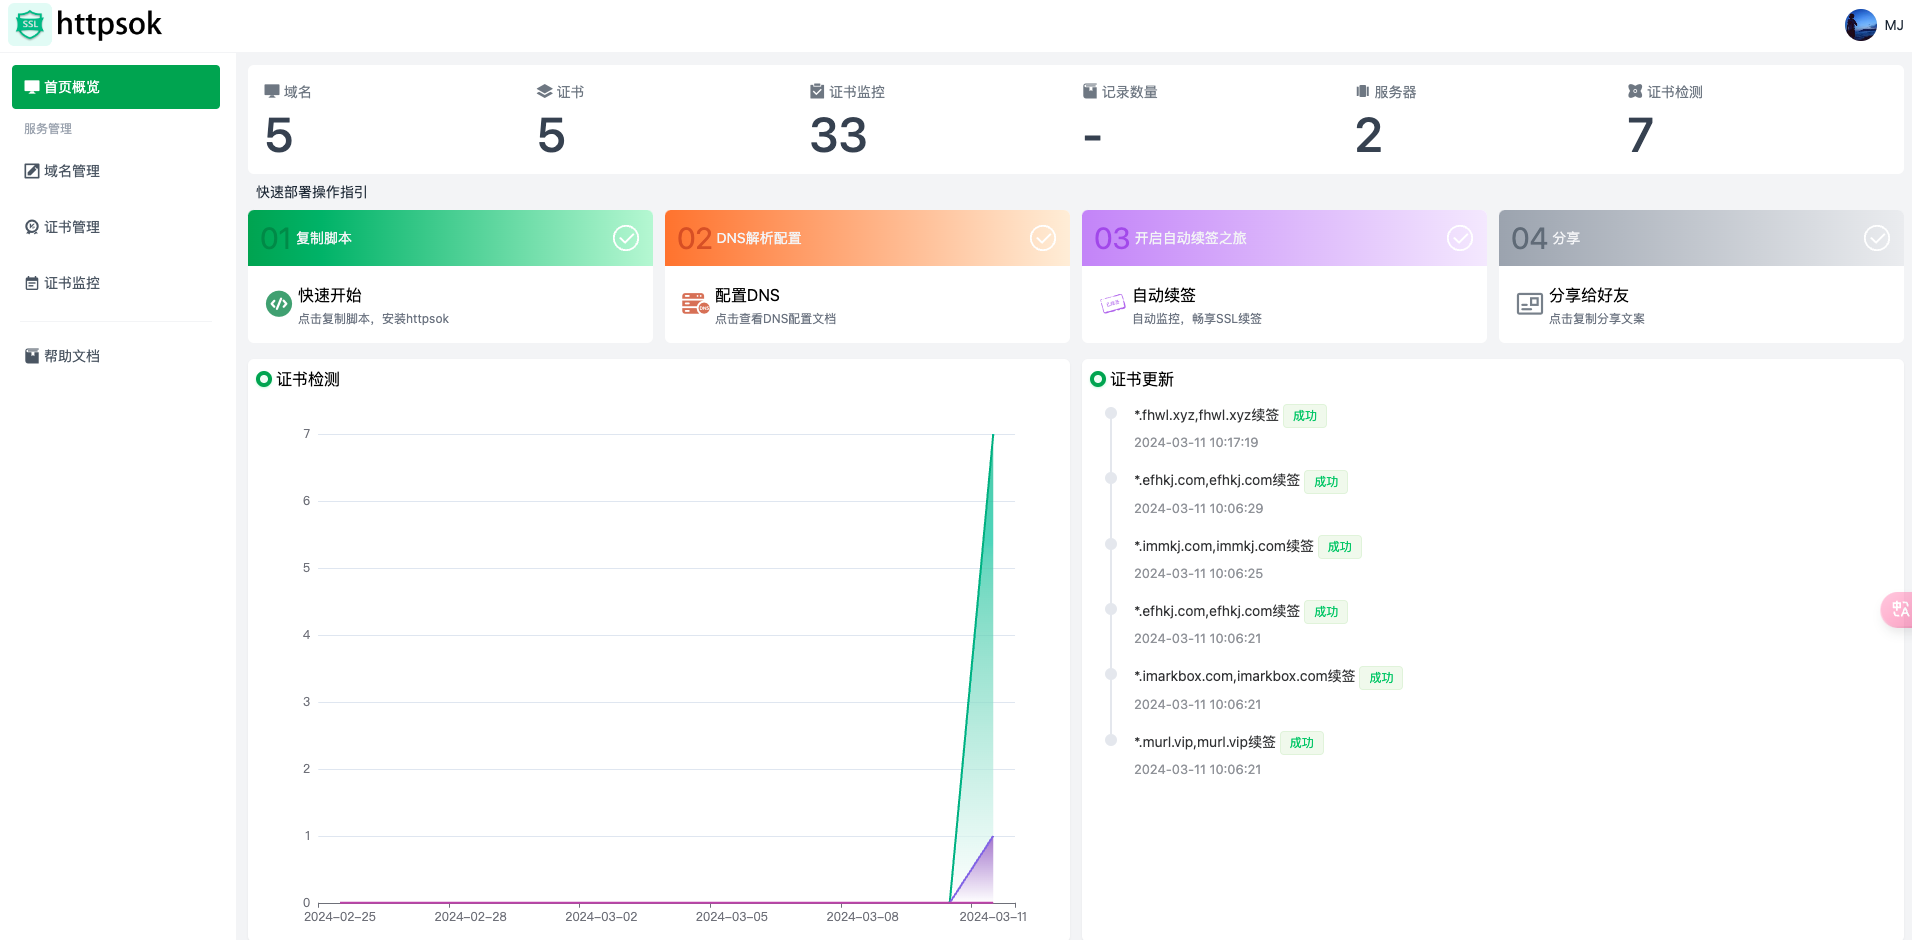 SSL httpsok
MJ
首页概览
服务管理
域名管理
证书管理
证书监控
帮助文档
域名
5
证书
5
证书监控
33
记录数量
-
服务器
2
证书检测
7
快速部署操作指引
01 复制脚本
快速开始
点击复制脚本，安装httpsok
02 DNS解析配置
DNS
配置DNS
点击查看DNS配置文档
03 开启自动续签之旅
自动续签
自动监控，畅享SSL续签
04 分享
分享给好友
点击复制分享文案
证书检测
7
6
5
4
3
2
1
0
2024-02-25
2024-02-28
2024-03-02
2024-03-05
2024-03-08
2024-03-11
证书更新
*.fhwl.xyz,fhwl.xyz续签 成功
2024-03-11 10:17:19
*.efhkj.com,efhkj.com续签 成功
2024-03-11 10:06:29
*.immkj.com,immkj.com续签 成功
2024-03-11 10:06:25
*.efhkj.com,efhkj.com续签 成功
2024-03-11 10:06:21
*.imarkbox.com,imarkbox.com续签 成功
2024-03-11 10:06:21
*.murl.vip,murl.vip续签 成功
2024-03-11 10:06:21
中A